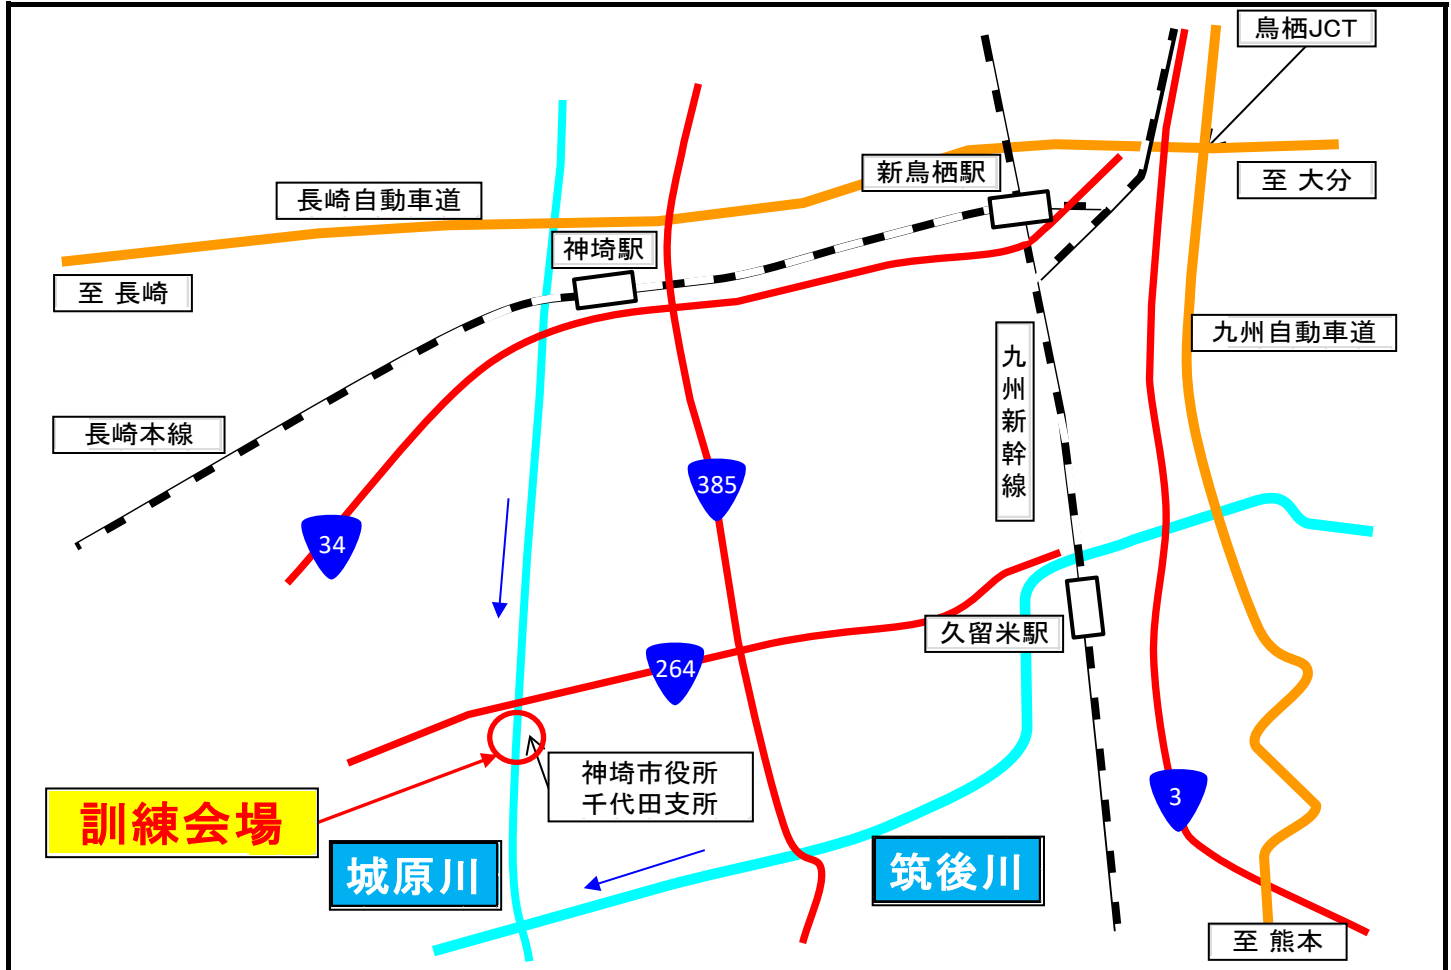 鳥栖JCT
新鳥栖駅
至 大分
長崎自動車道
神埼駅
至 長崎
九州自動車道
九州新幹線
長崎本線
385
34
久留米駅
264
神埼市役所
千代田支所
3
訓練会場
城原川
筑後川
至 熊本